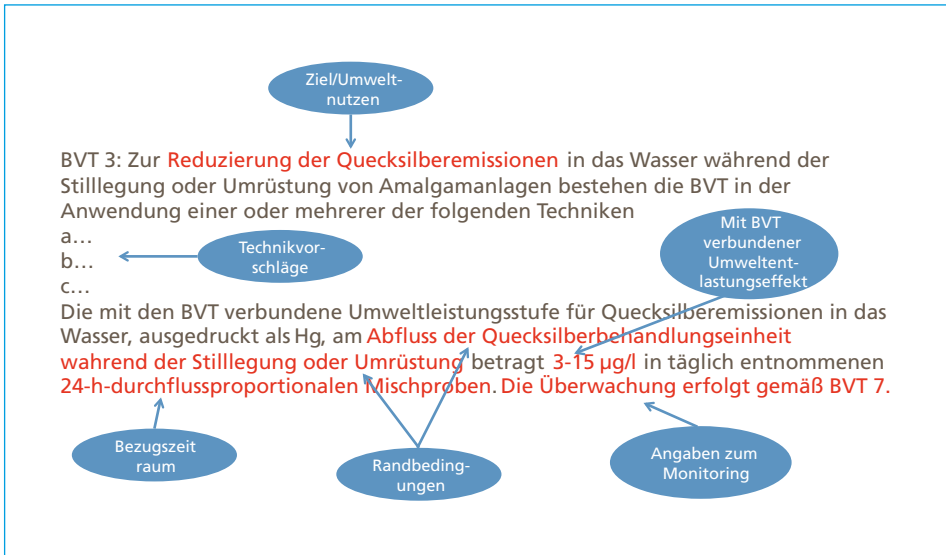 Ziel/Umwelt-
nutzen
BVT 3: Zur Reduzierung der Quecksilberemissionen in das Wasser während der
Stilllegung oder Umrüstung von Amalgamanlagen bestehen die BVT in der
Anwendung einer oder mehrerer der folgenden Techniken
a…
b…
c…
Technikvor-
schläge
Mit BVT
verbundener
Umweltent-
lastungseffekt
Die mit den BVT verbundene Umweltleistungsstufe für Quecksilberemissionen in das
Wasser, ausgedruckt als Hg, am Abfluss der Quecksilberbehandlungseinheit
wahrend der Stilllegung oder Umrüstung betragt 3-15 µg/l in täglich entnommenen
24-h-durchflussproportionalen Mischproben. Die Überwachung erfolgt gemäß BVT 7.
Bezugszeit
raum
Randbeding-
ungen
Angaben zum
Monitoring